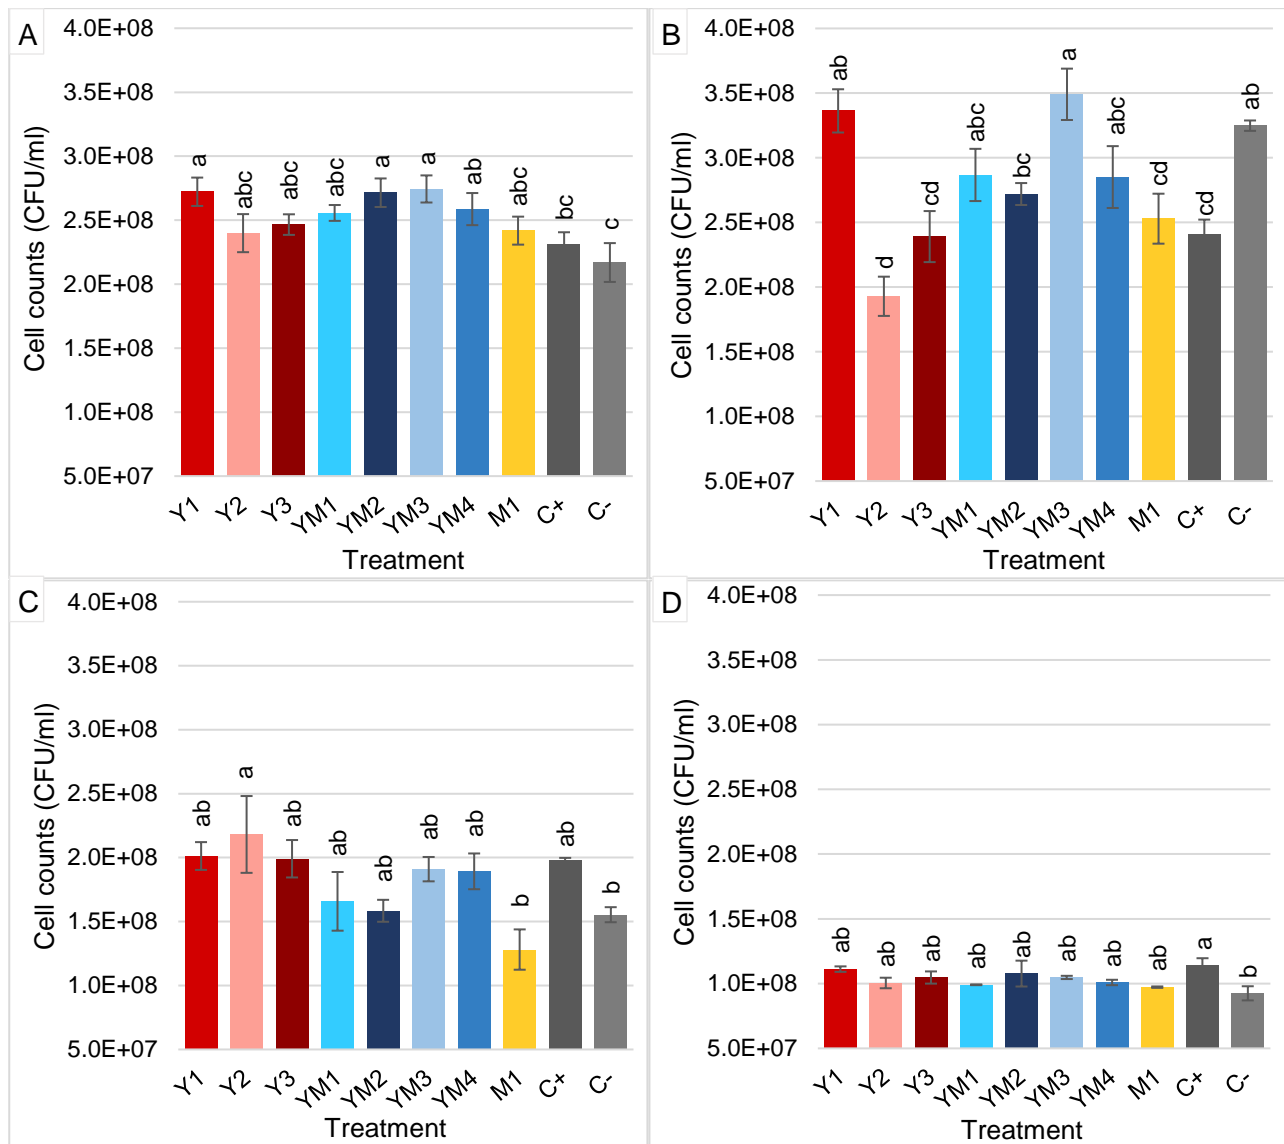 A
4.0E+08
3.5E+08
3.0E+08
2.5E+08
2.0E+08
1.5E+08
1.0E+08
5.0E+07
Cell counts (CFU/ml)
a
abc
abc
abc
a
a
ab
abc
bc
c
Y1
Y2
Y3
YM1
YM2
YM3
YM4
M1
C+
C-
Treatment
B
4.0E+08
3.5E+08
3.0E+08
2.5E+08
2.0E+08
1.5E+08
1.0E+08
5.0E+07
Cell counts (CFU/ml)
ab
d
cd
abc
bc
a
abc
cd
cd
ab
Y1
Y2
Y3
YM1
YM2
YM3
YM4
M1
C+
C-
Treatment
C
4.0E+08
3.5E+08
3.0E+08
2.5E+08
2.0E+08
1.5E+08
1.0E+08
5.0E+07
Cell counts (CFU/ml)
ab
a
ab
ab
ab
ab
ab
b
ab
b
Y1
Y2
Y3
YM1
YM2
YM3
YM4
M1
C+
C-
Treatment
D
4.0E+08
3.5E+08
3.0E+08
2.5E+08
2.0E+08
1.5E+08
1.0E+08
5.0E+07
Cell counts (CFU/ml)
ab
ab
ab
ab
ab
ab
ab
ab
a
b
Y1
Y2
Y3
YM1
YM2
YM3
YM4
M1
C+
C-
Treatment